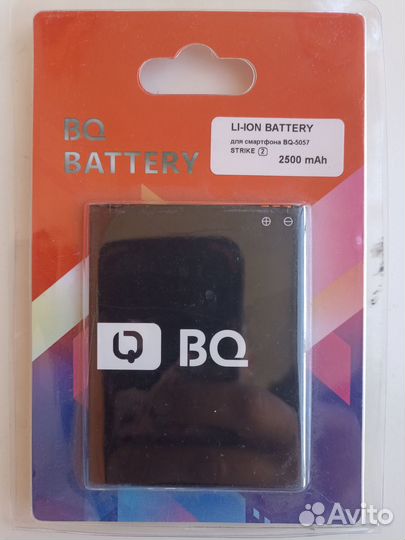 BQ
BATTERY
LI-ION BATTERY
для смартфона BQ-5057
STRIKE 2
2500 mAh
BQ
Avito